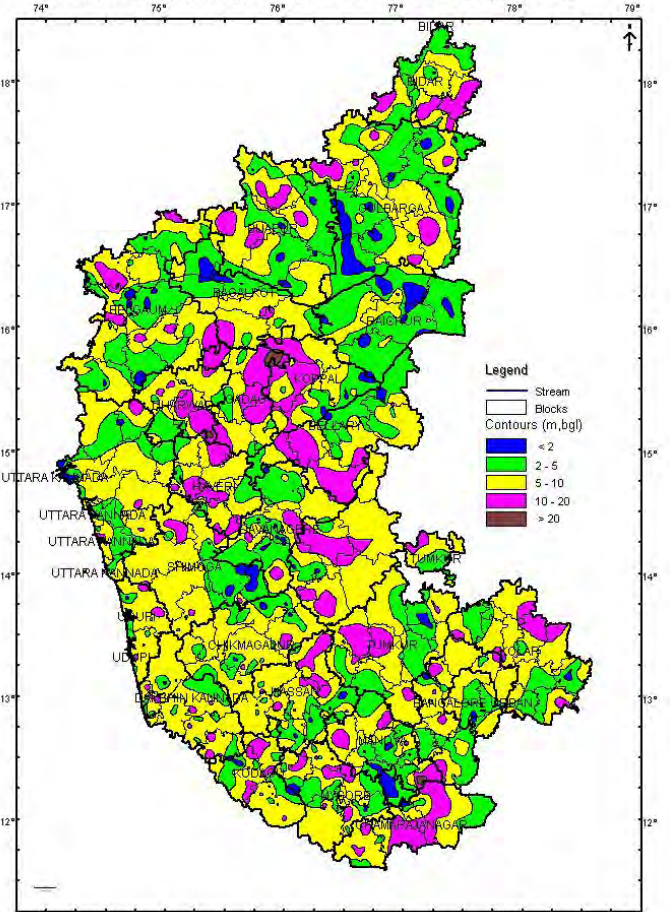 74° 75° 76° 77° 78° 79°
BIDAR
18° BIDAR 18°
17° GULBARGA 17°
BIJAPUR
BAGALKOT
BELGAUM
16° RAICHUR 16°
KOPPAL
GADAG
DHARWAD
BELLARY
15° 15°
UTTARA KANNADA
HAVERI
UTTARA KANNADA
DAVANAGERE
UTTARA KANNADA
TUMKUR
SHIMOGA
14° UTTARA KANNADA 14°
UDUPI
CHIKMAGALUR TUMKUR
KOLAR
UDUPI
HASSAN
DAKSHIN KANNADA
13° BANGALORE URBAN 13°
MANDYA
KODAGU
MYSORE
12° CHAMARAJANAGAR 12°
Legend
Stream
Blocks
Contours (m,bgl)
< 2
2 - 5
5 - 10
10 - 20
> 20